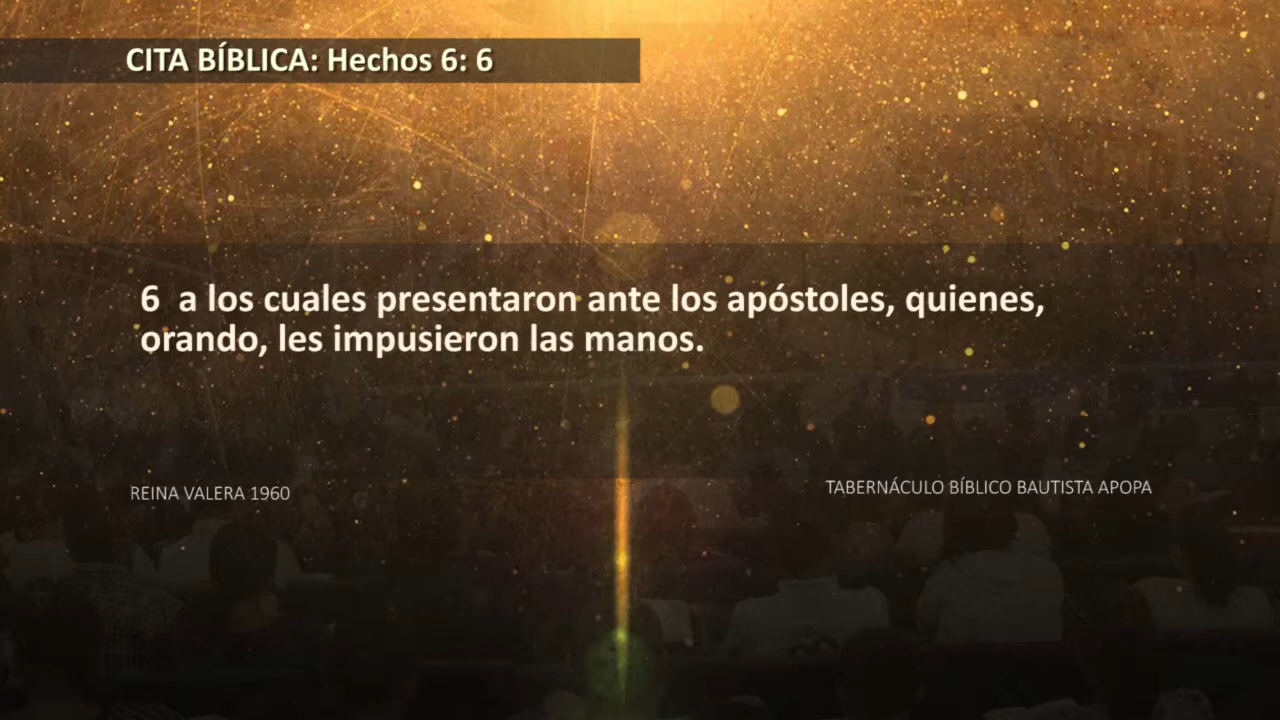 CITA BÍBLICA: Hechos 6: 6
6 a los cuales presentaron ante los apóstoles, quienes,
orando, les impusieron las manos.
REINA VALERA 1960
TABERNÁCULO BÍBLICO BAUTISTA APOPA